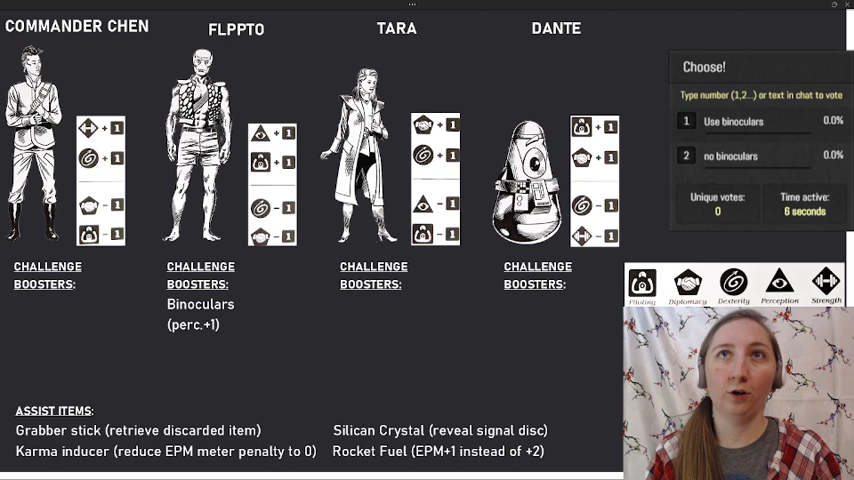 COMMANDER CHEN
FLPPTO
TARA
DANTE
+ 1
+ 1
- 1
- 1
+ 1
+ 1
- 1
- 1
+ 1
+ 1
- 1
- 1
+ 1
+ 1
- 1
- 1
CHALLENGE
BOOSTERS:
CHALLENGE
BOOSTERS:
Binoculars
(perc.+1)
CHALLENGE
BOOSTERS:
CHALLENGE
BOOSTERS:
ASSIST ITEMS:
Grabber stick (retrieve discarded item)
Karma inducer (reduce EPM meter penalty to 0)
Silican Crystal (reveal signal disc)
Rocket Fuel (EPM+1 instead of +2)
Choose!
Type number (1,2...) or text in chat to vote
1 Use binoculars 0.0%
2 no binoculars 0.0%
Unique votes:
0
Time active:
6 seconds
Piloting Diplomacy Dexterity Perception Strength